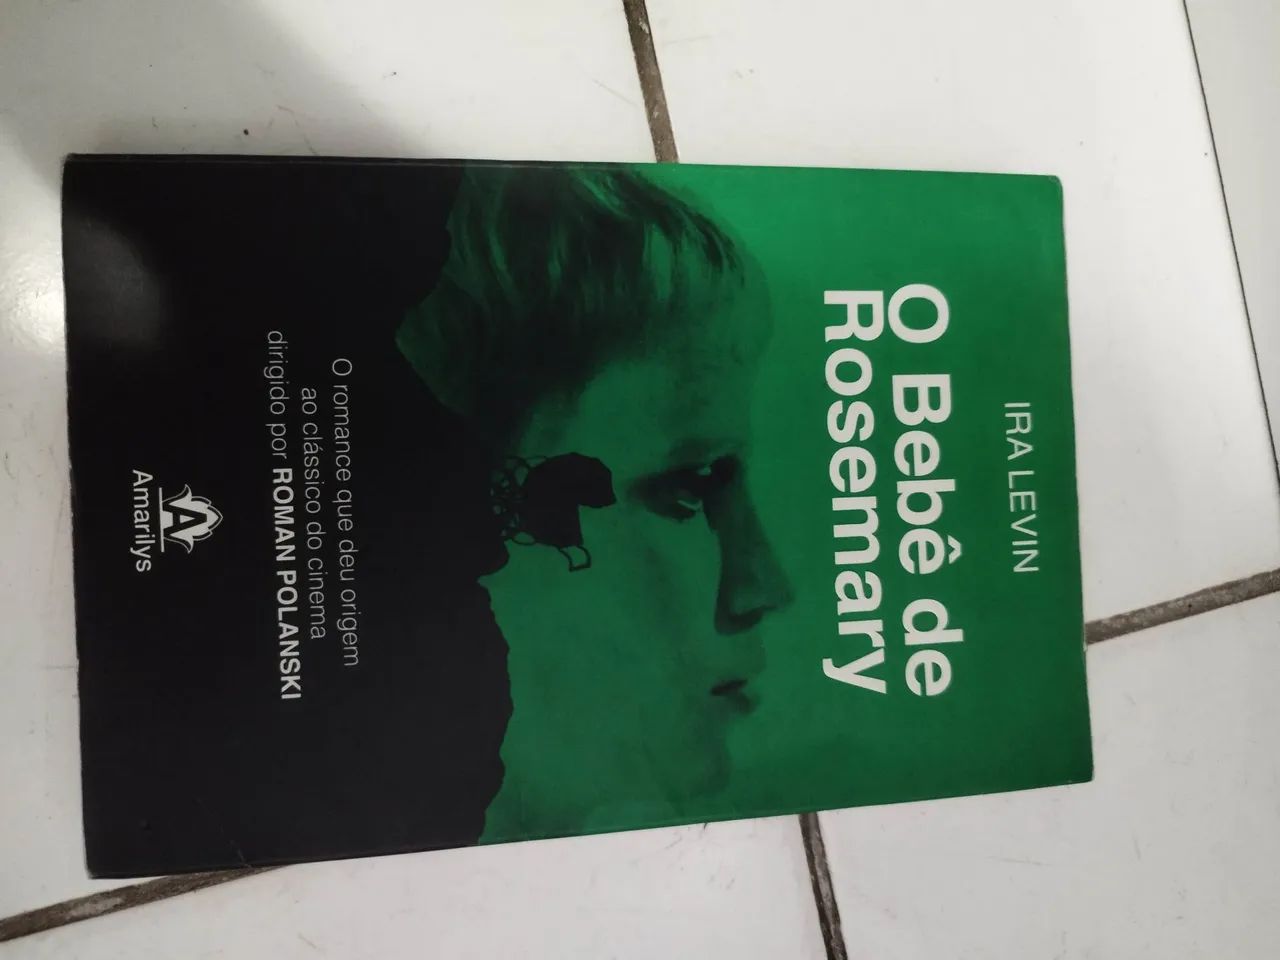 IRA LEVIN
O Bebê de
Rosemary
O romance que deu origem
ao clássico do cinema
dirigido por ROMAN POLANSKI
A
Amarilys